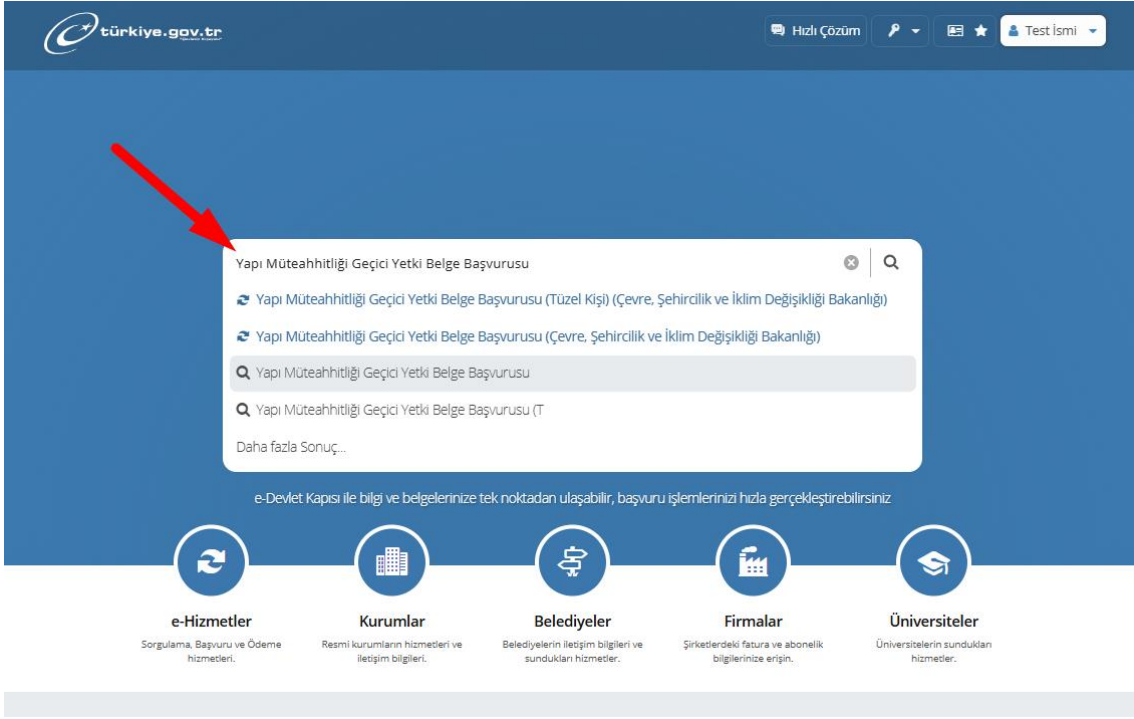 türkiye.gov.tr
Hızlı Çözüm
Test İsmi
Yapı Müteahhitliği Geçici Yetki Belge Başvurusu
Yapı Müteahhitliği Geçici Yetki Belge Başvurusu (Tüzel Kişi) (Çevre, Şehircilik ve İklim Değişikliği Bakanlığı)
Yapı Müteahhitliği Geçici Yetki Belge Başvurusu (Çevre, Şehircilik ve İklim Değişikliği Bakanlığı)
Yapı Müteahhitliği Geçici Yetki Belge Başvurusu
Yapı Müteahhitliği Geçici Yetki Belge Başvurusu (T
Daha fazla Sonuç...
e-Devlet Kapısı ile bilgi ve belgelerinize tek noktadan ulaşabilir, başvuru işlemlerinizi hızla gerçekleştirebilirsiniz
e-Hizmetler
Sorgulama, Başvuru ve Ödeme
hizmetleri.
Kurumlar
Resmi kurumların hizmetleri ve
iletişim bilgileri.
Belediyeler
Belediyelerin iletişim bilgileri ve
sundukları hizmetler.
Firmalar
Şirketlerdeki fatura ve abonelik
bilgilerinize erişin.
Üniversiteler
Üniversitelerin sundukları
hizmetler.